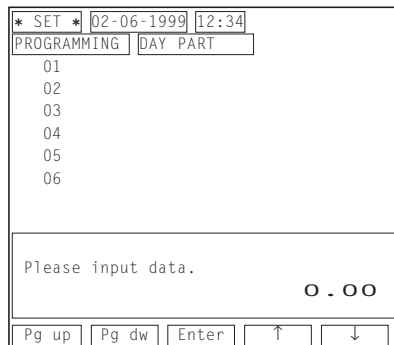 * SET * 02-06-1999 12:34
PROGRAMMING DAY PART
01
02
03
04
05
06
Please input data.
0.00
Pg up Pg dw Enter ↑ ↓